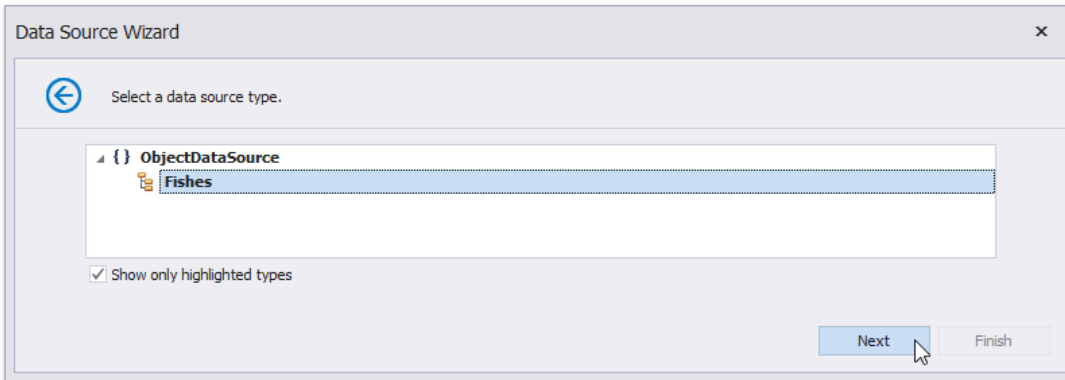 Data Source Wizard
Select a data source type.
{ } ObjectDataSource
Fishes
Show only highlighted types
Next
Finish